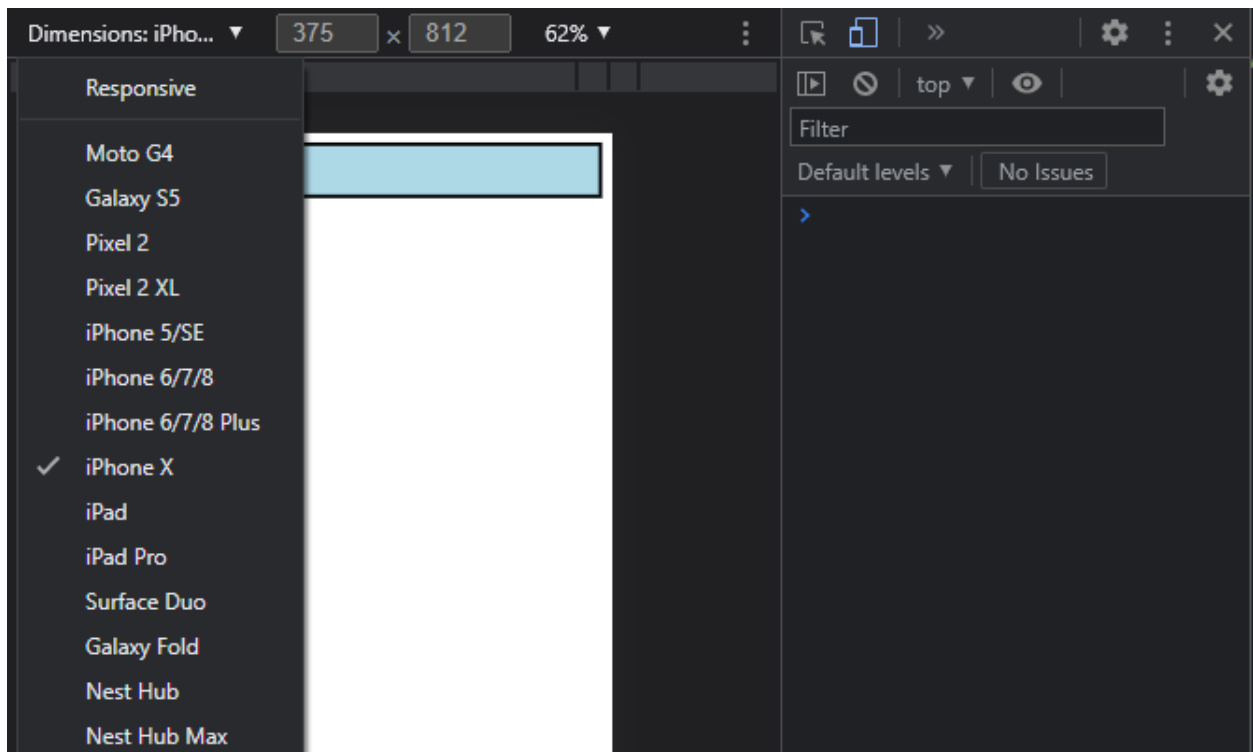 Dimensions: iPho... ▼ 375 × 812 62% ▼
Responsive
Moto G4
Galaxy S5
Pixel 2
Pixel 2 XL
iPhone 5/SE
iPhone 6/7/8
iPhone 6/7/8 Plus
iPhone X
iPad
iPad Pro
Surface Duo
Galaxy Fold
Nest Hub
Nest Hub Max
top ▼
Filter
Default levels ▼ No Issues